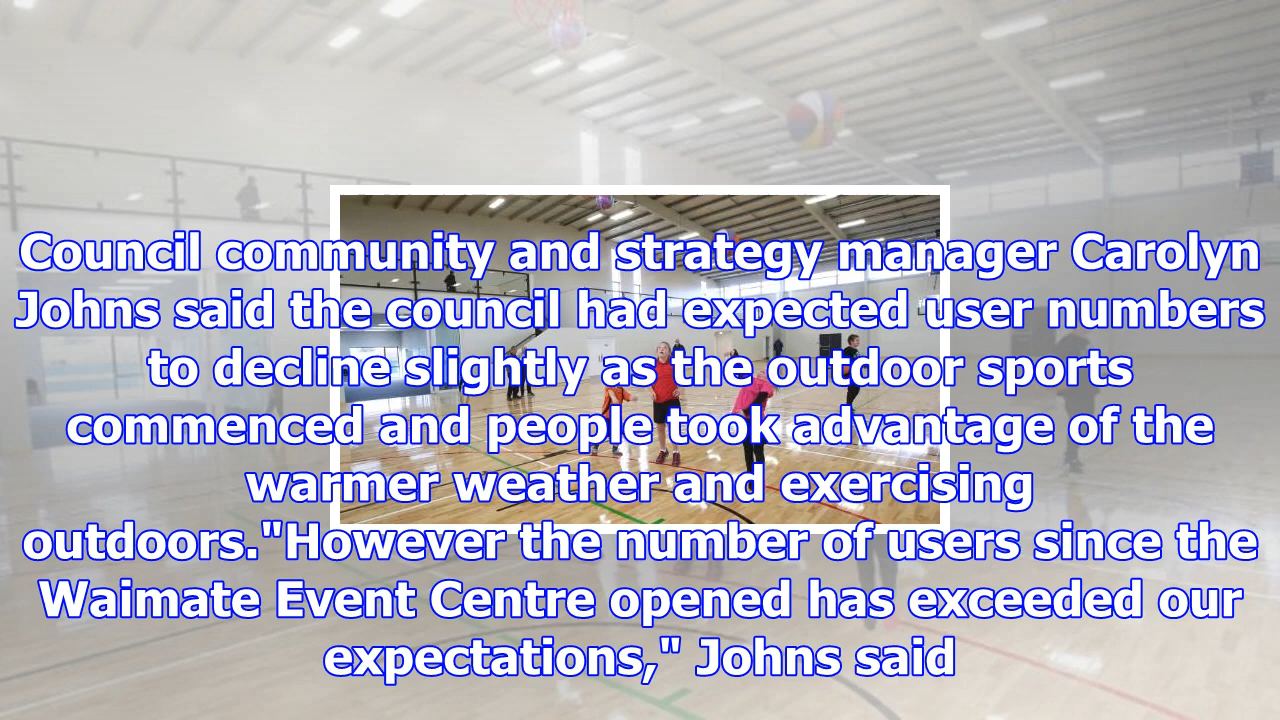 Council community and strategy manager Carolyn
Johns said the council had expected user numbers
to decline slightly as the outdoor sports
commenced and people took advantage of the
warmer weather and exercising
outdoors."However the number of users since the
Waimate Event Centre opened has exceeded our
expectations," Johns said